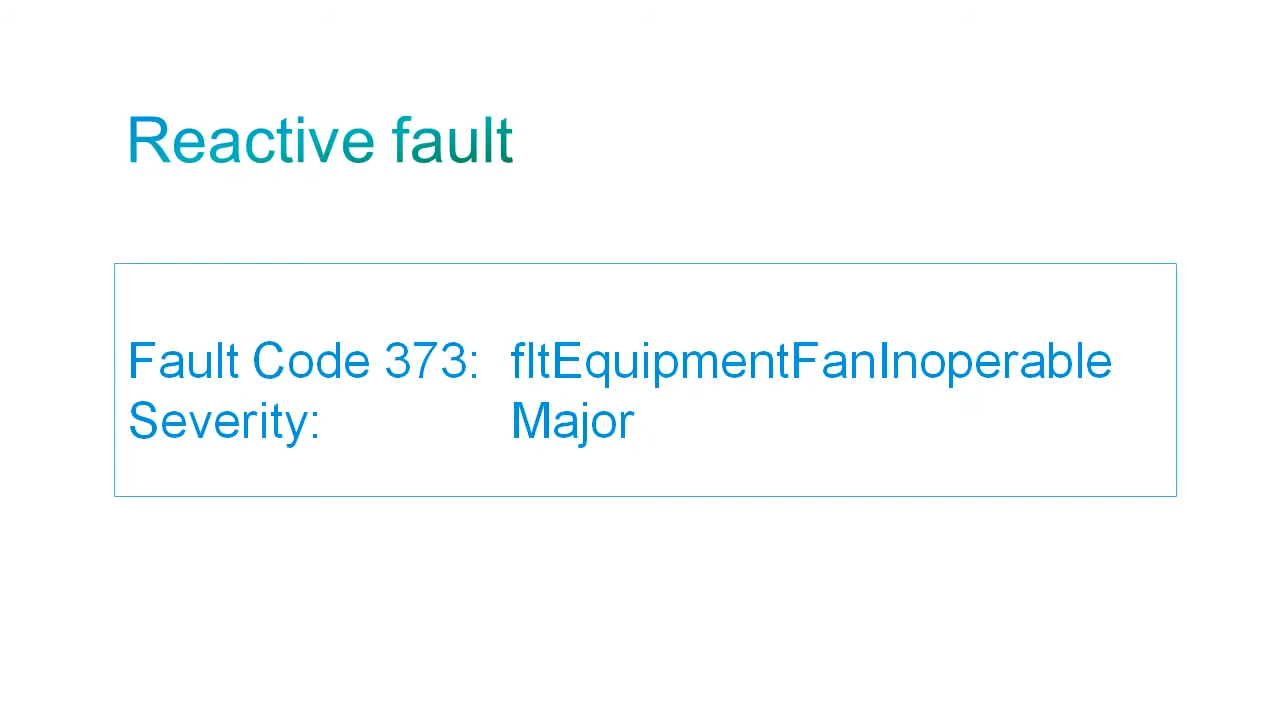 Reactive fault
Fault Code 373: fltEquipmentFanInoperable
Severity: Major